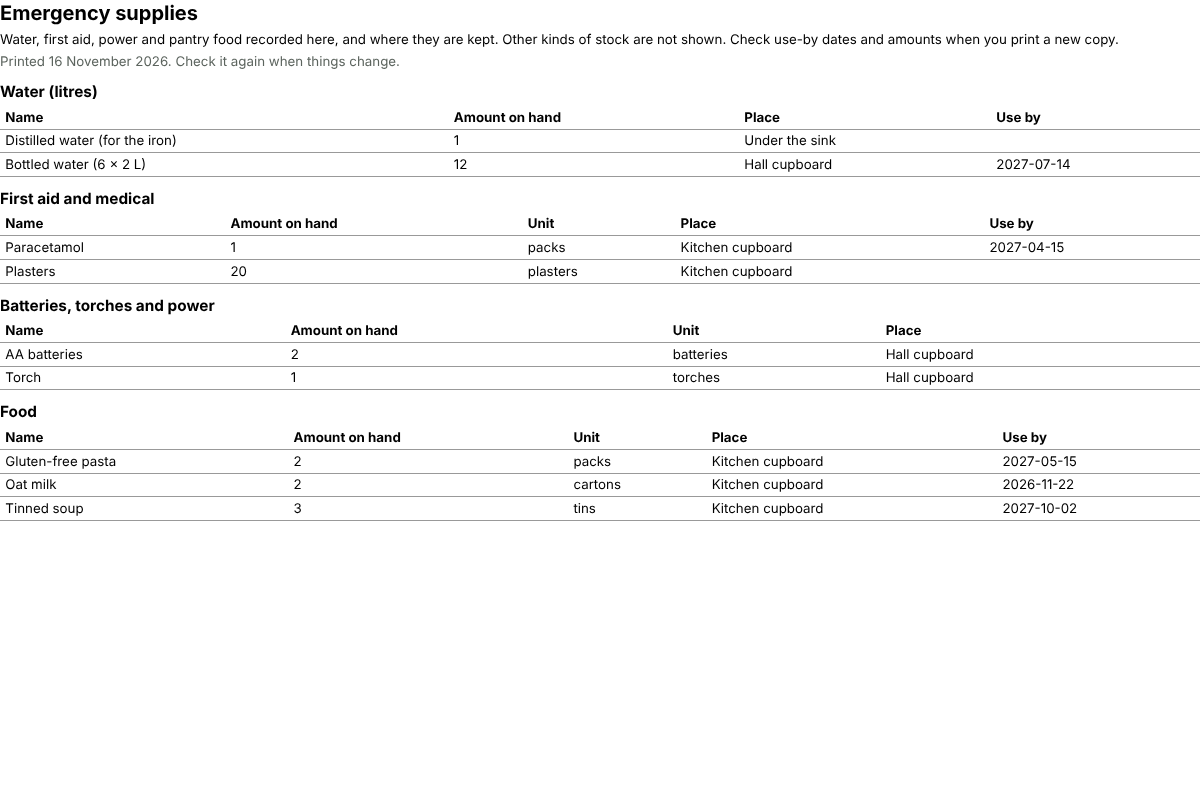 Emergency supplies
Water, first aid, power and pantry food recorded here, and where they are kept. Other kinds of stock are not shown. Check use-by dates and amounts when you print a new copy.
Printed 16 November 2026. Check it again when things change.
Water (litres)
Name Amount on hand Place Use by
Distilled water (for the iron) 1 Under the sink
Bottled water (6 × 2 L) 12 Hall cupboard 2027-07-14
First aid and medical
Name Amount on hand Unit Place Use by
Paracetamol 1 packs Kitchen cupboard 2027-04-15
Plasters 20 plasters Kitchen cupboard
Batteries, torches and power
Name Amount on hand Unit Place
AA batteries 2 batteries Hall cupboard
Torch 1 torches Hall cupboard
Food
Name Amount on hand Unit Place Use by
Gluten-free pasta 2 packs Kitchen cupboard 2027-05-15
Oat milk 2 cartons Kitchen cupboard 2026-11-22
Tinned soup 3 tins Kitchen cupboard 2027-10-02